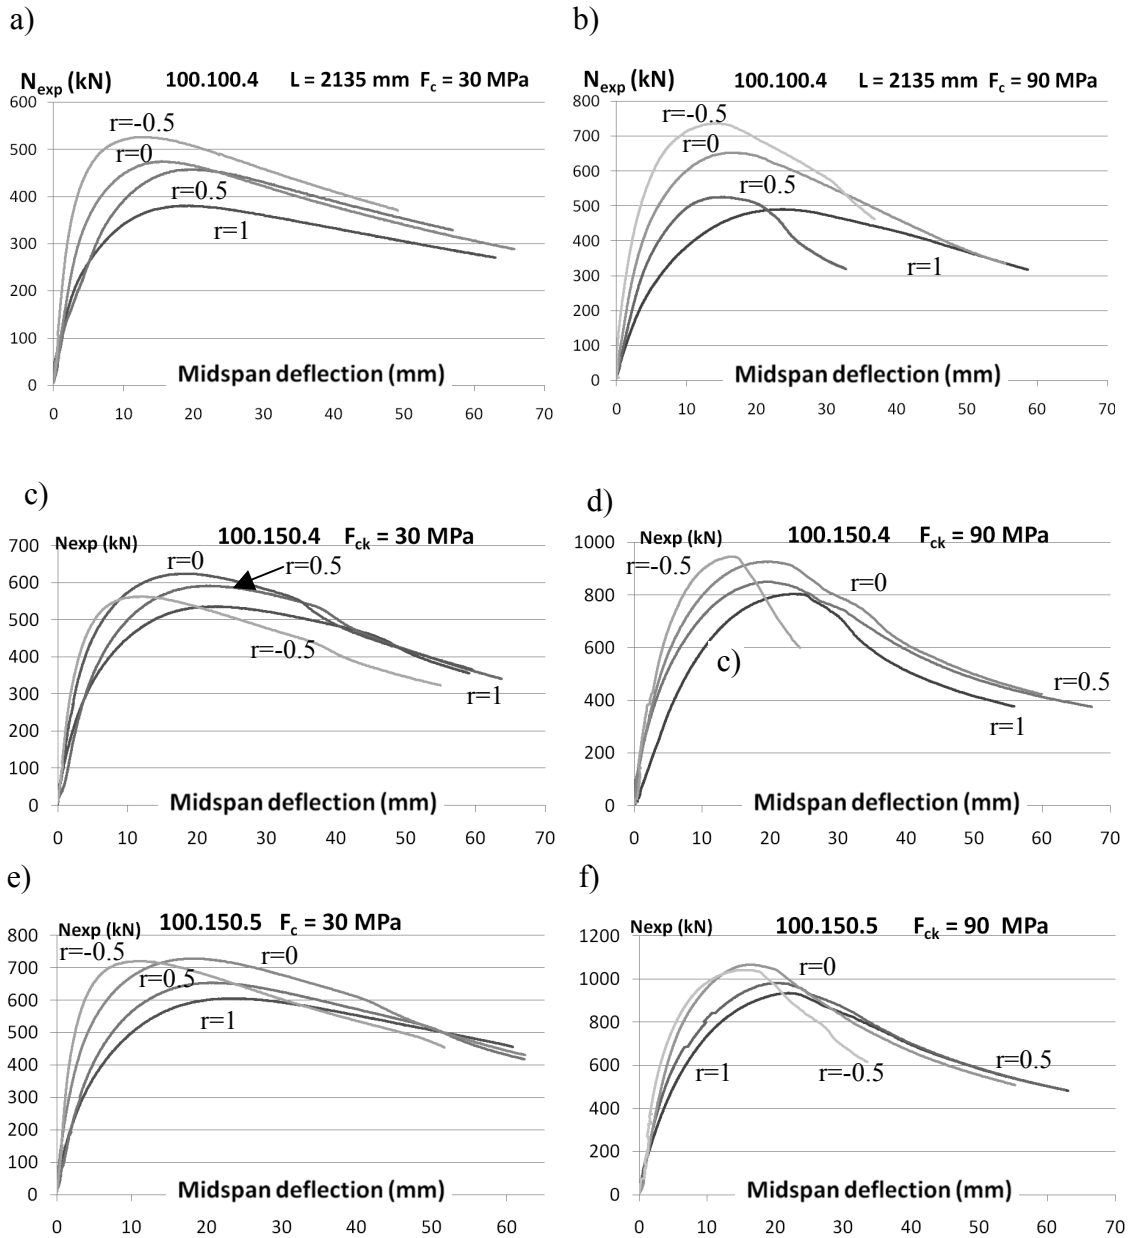 a)
N_exp (kN) 100.100.4 L = 2135 mm F_c = 30 MPa
600
500
400
300
200
100
0
r=-0.5
r=0
r=0.5
r=1
Midspan deflection (mm)
0 10 20 30 40 50 60 70
b)
N_exp (kN) 100.100.4 L = 2135 mm F_c = 90 MPa
800
700
600
500
400
300
200
100
0
r=-0.5
r=0
r=0.5
r=1
Midspan deflection (mm)
0 10 20 30 40 50 60 70
c)
Nexp (kN) 100.150.4 F_ck = 30 MPa
700
600
500
400
300
200
100
0
r=0
r=0.5
r=-0.5
r=1
Midspan deflection (mm)
0 10 20 30 40 50 60 70
d)
Nexp (kN) 100.150.4 F_ck = 90 MPa
1000
800
600
400
200
0
r=-0.5
r=0
c)
r=0.5
r=1
Midspan deflection (mm)
0 10 20 30 40 50 60 70
e)
Nexp (kN) 100.150.5 F_c = 30 MPa
800
700
600
500
400
300
200
100
0
r=-0.5
r=0
r=0.5
r=1
Midspan deflection (mm)
0 10 20 30 40 50 60
f)
Nexp (kN) 100.150.5 F_ck = 90 MPa
1200
1000
800
600
400
200
0
r=0
r=0.5
r=1
r=-0.5
Midspan deflection (mm)
0 10 20 30 40 50 60 70